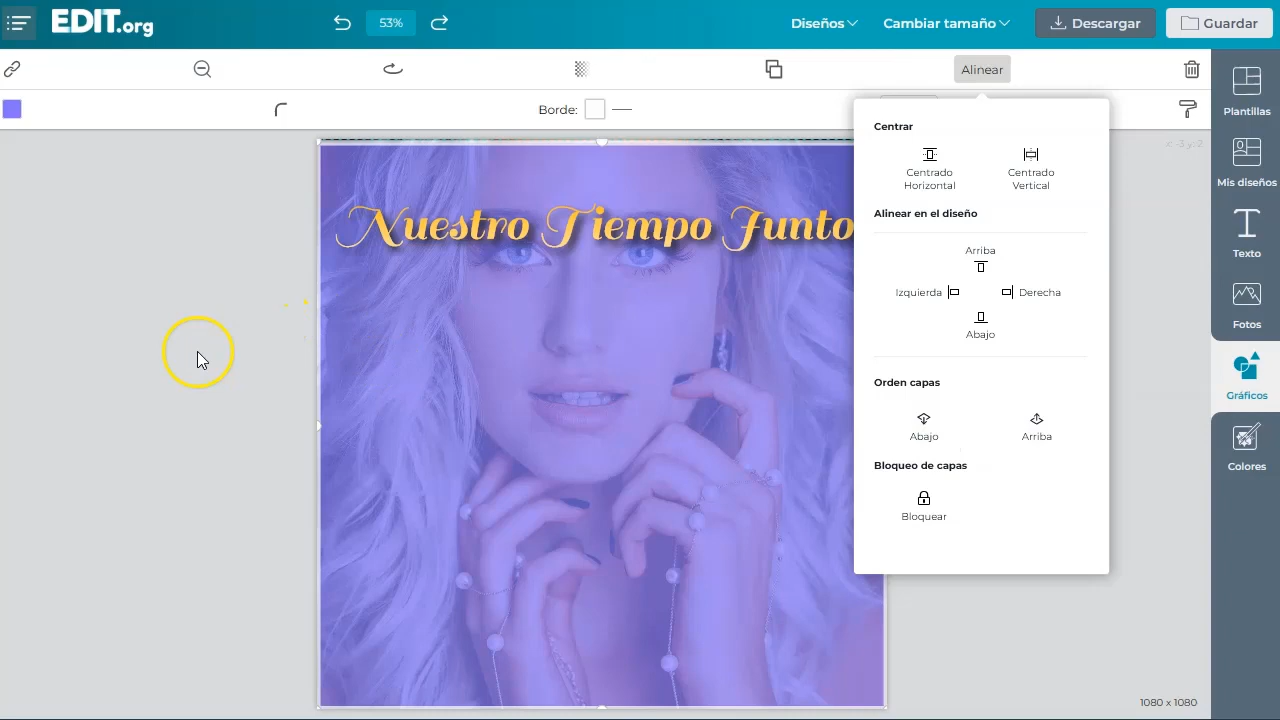 EDIT.org
53%
Diseños
Cambiar tamaño
Descargar
Guardar
Alinear
Borde:
Centrar
Centrado
Horizontal
Centrado
Vertical
Alinear en el diseño
Arriba
Izquierda
Derecha
Abajo
Orden capas
Abajo
Arriba
Bloqueo de capas
Bloquear
Nuestro Tiempo Junto
Plantillas
Mis diseños
Texto
Fotos
Gráficos
Colores
1080 x 1080